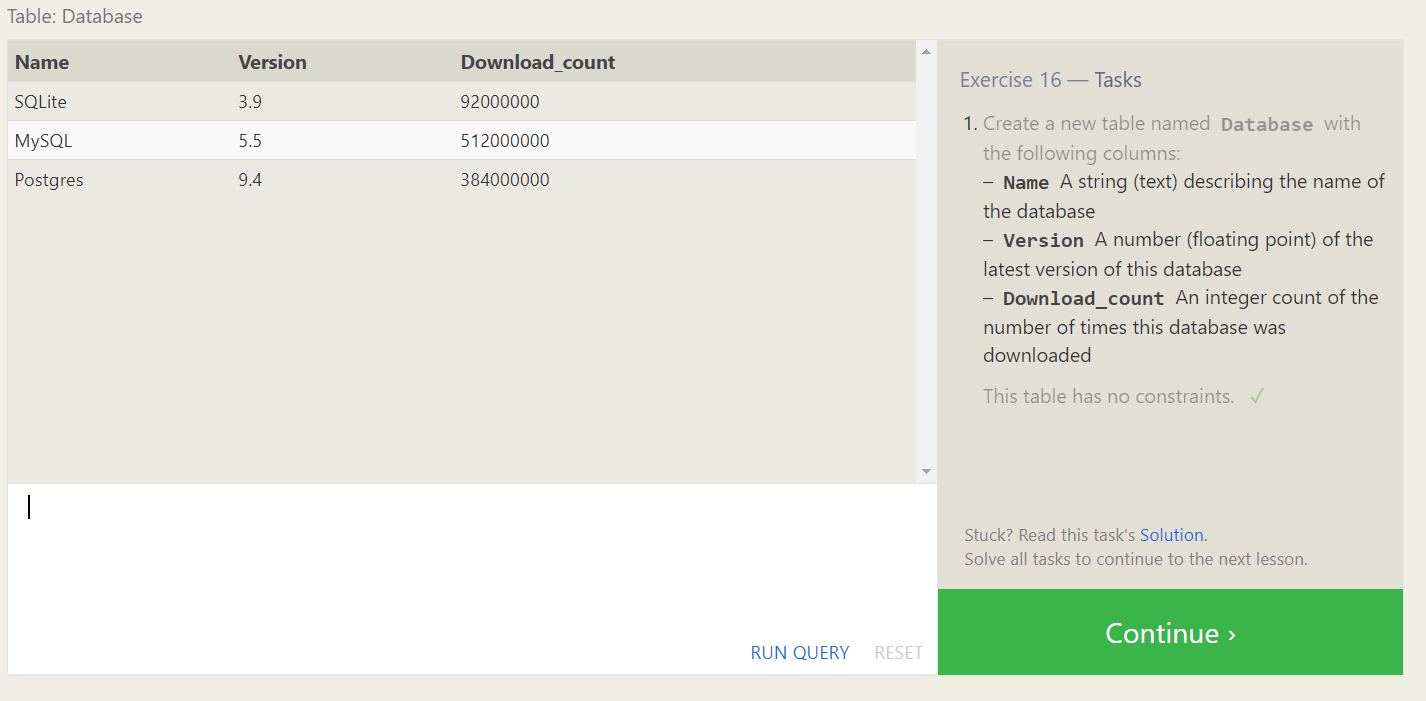 Table: Database
Name Version Download_count
SQLite 3.9 92000000
MySQL 5.5 512000000
Postgres 9.4 384000000
RUN QUERY RESET
Exercise 16 — Tasks
1. Create a new table named Database with
the following columns:
– Name A string (text) describing the name of
the database
– Version A number (floating point) of the
latest version of this database
– Download_count An integer count of the
number of times this database was
downloaded
This table has no constraints. ✓
Stuck? Read this task's Solution.
Solve all tasks to continue to the next lesson.
Continue ›